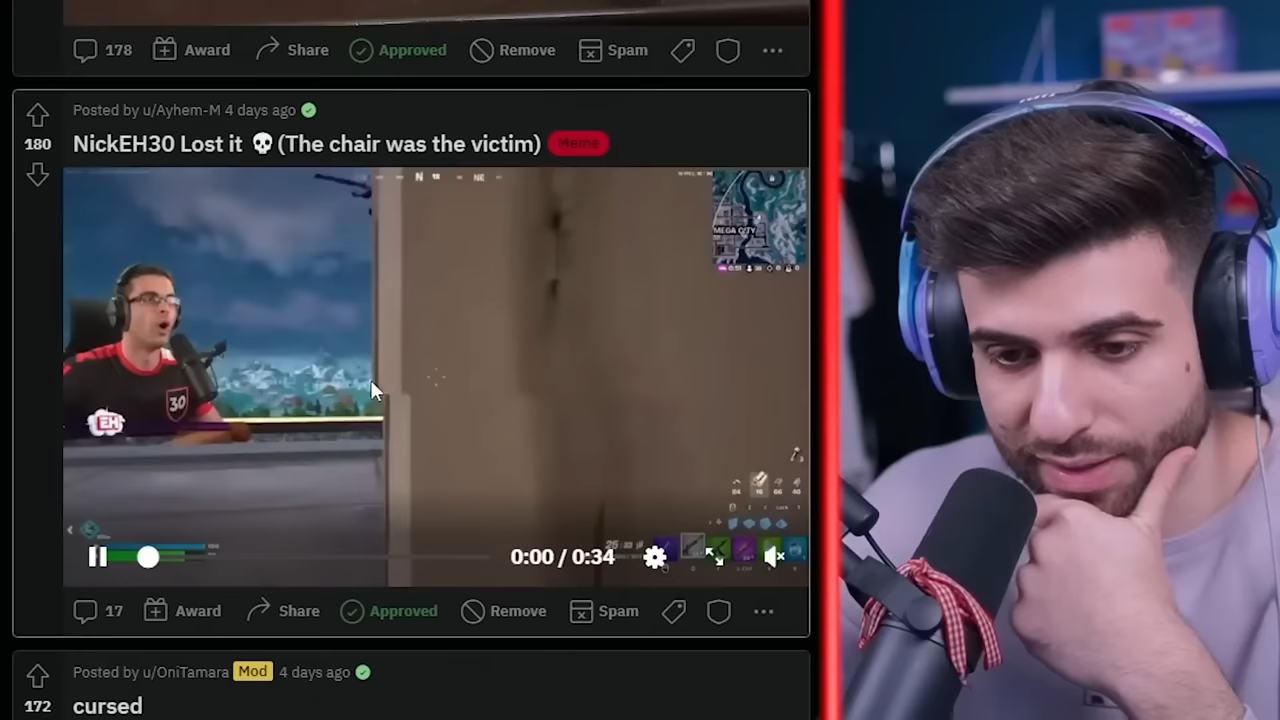 178 Award Share Approved Remove Spam
Posted by u/Ayhem-M 4 days ago
180
NickEH30 Lost it 💀 (The chair was the victim) Meme
N NE
MEGA CITY
30
EH
0:00 / 0:34
17 Award Share Approved Remove Spam
Posted by u/OniTamara Mod 4 days ago
172
cursed